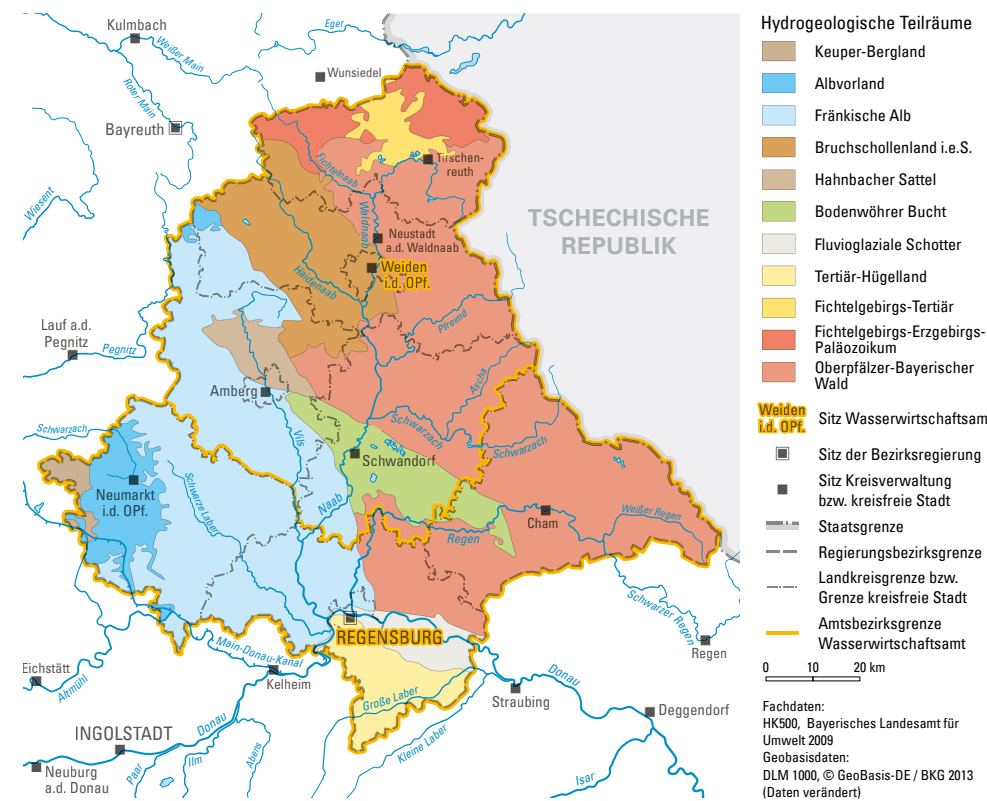 Kulmbach
Eger
Weißer Main
Wunsiedel
Roter Main
Bayreuth
Fichtelnaab
Tirschen-
reuth
Wiesent
Waldnaab
TSCHECHISCHE
REPUBLIK
Neustadt
a.d. Waldnaab
Weiden
i.d. OPf.
Haidenaab
Lauf a.d.
Pegnitz
Pegnitz
Pfreimd
Ascha
Amberg
Schwarzach
Schwarzach
Schwarzach
Vils
Schwandorf
Neumarkt
i.d. OPf.
Schwarze Laber
Naab
Cham
Weißer Regen
Regen
Schwarzer Regen
REGENSBURG
Main-Donau-Kanal
Regen
Eichstätt
Altmühl
Kelheim
Donau
Große Laber
Straubing
Deggendorf
INGOLSTADT
Donau
Kleine Laber
Neuburg
a.d. Donau
Paar
Ilm
Abens
Isar
Hydrogeologische Teilräume
Keuper-Bergland
Albvorland
Fränkische Alb
Bruchschollenland i.e.S.
Hahnbacher Sattel
Bodenwöhrer Bucht
Fluvioglaziale Schotter
Tertiär-Hügelland
Fichtelgebirgs-Tertiär
Fichtelgebirgs-Erzgebirgs-
Paläozoikum
Oberpfälzer-Bayerischer
Wald
Weiden
i.d. OPf.
Sitz Wasserwirtschaftsam
Sitz der Bezirksregierung
Sitz Kreisverwaltung
bzw. kreisfreie Stadt
Staatsgrenze
Regierungsbezirksgrenze
Landkreisgrenze bzw.
Grenze kreisfreie Stadt
Amtsbezirksgrenze
Wasserwirtschaftsamt
0 10 20 km
Fachdaten:
HK500, Bayerisches Landesamt für
Umwelt 2009
Geobasisdaten:
DLM 1000, © GeoBasis-DE / BKG 2013
(Daten verändert)